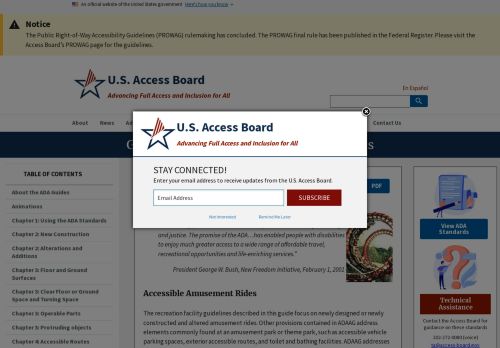 An official website of the United States government Here's how you know
Notice
The Public Right-of-Way Accessibility Guidelines (PROWAG) rulemaking has concluded. The PROWAG final rule has been published in the Federal Register. Please visit the
Access Board's PROWAG page for the guidelines.
U.S. Access Board
Advancing Full Access and Inclusion for All
En Español
About
News
Contact Us
U.S. Access Board
Advancing Full Access and Inclusion for All
STAY CONNECTED!
Enter your email address to receive updates from the U.S. Access Board.
Email Address
SUBSCRIBE
Not Interested
Remind Me Later
TABLE OF CONTENTS
About the ADA Guides
Animations
Chapter 1: Using the ADA Standards
Chapter 2: New Construction
Chapter 2: Alterations and
Additions
Chapter 3: Floor and Ground
Surfaces
Chapter 3: Clear Floor or Ground
Space and Turning Space
Chapter 3: Operable Parts
Chapter 3: Protruding objects
Chapter 4: Accessible Routes
PDF
and justice. The promise of the ADA…has enabled people with disabilities
to enjoy much greater access to a wide range of affordable travel,
recreational opportunities and life-enriching services."
President George W. Bush, New Freedom Initiative, February 1, 2001
Accessible Amusement Rides
The recreation facility guidelines described in this guide focus on newly designed or newly
constructed and altered amusement rides. Other provisions contained in ADAAG address
elements commonly found at an amusement park or theme park, such as accessible vehicle
parking spaces, exterior accessible routes, and toilet and bathing facilities. ADAAG addresses
View ADA
Standards
Technical
Assistance
Contact the Access Board for
guidance on these standards
202-272-0080 (voice)
ta@access-board.gov